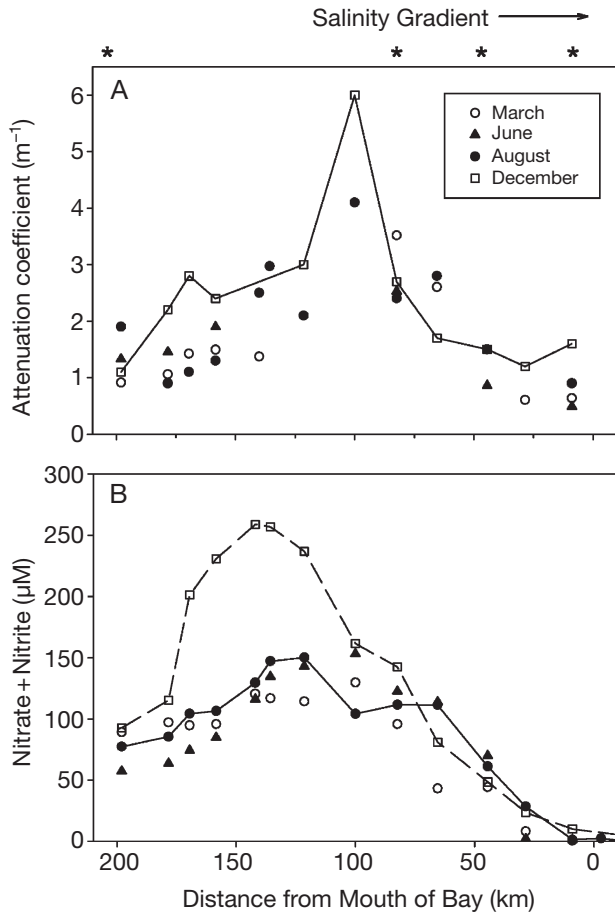 Salinity Gradient
* * * *
A
Attenuation coefficient (m⁻¹)
6
5
4
3
2
1
0
March
June
August
December
B
Nitrate+Nitrite (µM)
300
250
200
150
100
50
0
200 150 100 50 0
Distance from Mouth of Bay (km)